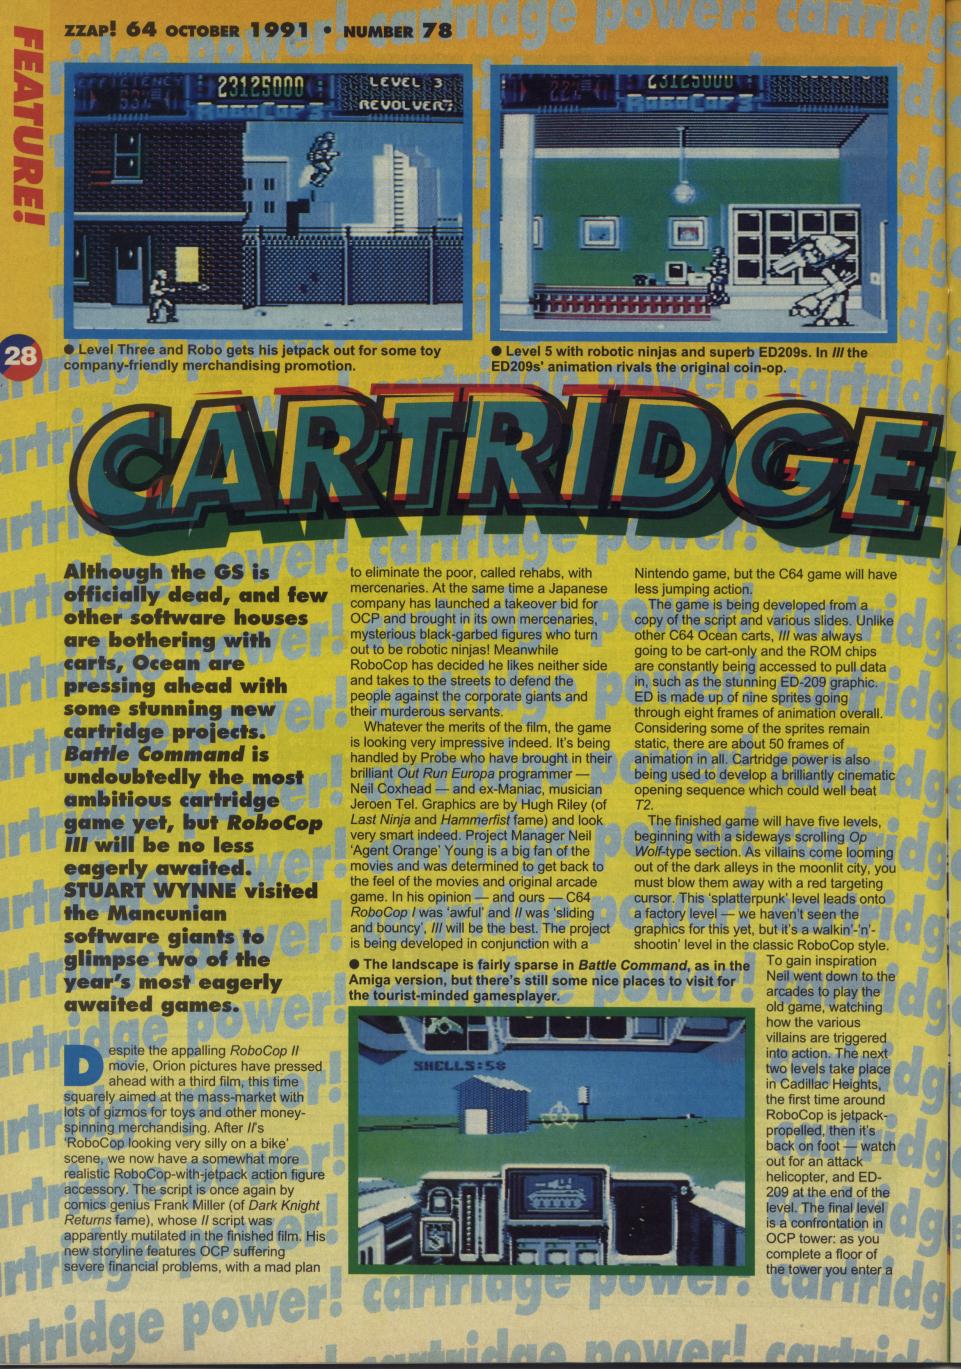 ZZAP! 64 OCTOBER 1991 • NUMBER 78
FEATURE!
28
23125000
LEVEL 3
ROBOCOP 3
REVOLVER
23125000
ROBOCOP 3
● Level Three and Robo gets his jetpack out for some toy
company-friendly merchandising promotion.
● Level 5 with robotic ninjas and superb ED209s. In III the
ED209s' animation rivals the original coin-op.
CARTRIDGE
Although the GS is
officially dead, and few
other software houses
are bothering with
carts, Ocean are
pressing ahead with
some stunning new
cartridge projects.
Battle Command is
undoubtedly the most
ambitious cartridge
game yet, but RoboCop
III will be no less
eagerly awaited.
STUART WYNNE visited
the Mancunian
software giants to
glimpse two of the
year's most eagerly
awaited games.
Despite the appalling RoboCop II
movie, Orion pictures have pressed
ahead with a third film, this time
squarely aimed at the mass-market with
lots of gizmos for toys and other money-
spinning merchandising. After II's
'RoboCop looking very silly on a bike'
scene, we now have a somewhat more
realistic RoboCop-with-jetpack action figure
accessory. The script is once again by
comics genius Frank Miller (of Dark Knight
Returns fame), whose II script was
apparently mutilated in the finished film. His
new storyline features OCP suffering
severe financial problems, with a mad plan
to eliminate the poor, called rehabs, with
mercenaries. At the same time a Japanese
company has launched a takeover bid for
OCP and brought in its own mercenaries,
mysterious black-garbed figures who turn
out to be robotic ninjas! Meanwhile
RoboCop has decided he likes neither side
and takes to the streets to defend the
people against the corporate giants and
their murderous servants.
Whatever the merits of the film, the game
is looking very impressive indeed. It's being
handled by Probe who have brought in their
brilliant Out Run Europa programmer —
Neil Coxhead — and ex-Maniac, musician
Jeroen Tel. Graphics are by Hugh Riley (of
Last Ninja and Hammerfist fame) and look
very smart indeed. Project Manager Neil
'Agent Orange' Young is a big fan of the
movies and was determined to get back to
the feel of the movies and original arcade
game. In his opinion — and ours — C64
RoboCop I was 'awful' and II was 'sliding
and bouncy', III will be the best. The project
is being developed in conjunction with a
● The landscape is fairly sparse in Battle Command, as in the
Amiga version, but there's still some nice places to visit for
the tourist-minded gamesplayer.
SHELLS:58
Nintendo game, but the C64 game will have
less jumping action.
The game is being developed from a
copy of the script and various slides. Unlike
other C64 Ocean carts, III was always
going to be cart-only and the ROM chips
are constantly being accessed to pull data
in, such as the stunning ED-209 graphic.
ED is made up of nine sprites going
through eight frames of animation overall.
Considering some of the sprites remain
static, there are about 50 frames of
animation in all. Cartridge power is also
being used to develop a brilliantly cinematic
opening sequence which could well beat
T2.
The finished game will have five levels,
beginning with a sideways scrolling Op
Wolf-type section. As villains come looming
out of the dark alleys in the moonlit city, you
must blow them away with a red targeting
cursor. This 'splatterpunk' level leads onto
a factory level — we haven't seen the
graphics for this yet, but it's a walkin'-'n'-
shootin' level in the classic RoboCop style.
To gain inspiration
Neil went down to the
arcades to play the
old game, watching
how the various
villains are triggered
into action. The next
two levels take place
in Cadillac Heights,
the first time around
RoboCop is jetpack-
propelled, then it's
back on foot — watch
out for an attack
helicopter, and ED-
209 at the end of the
level. The final level
is a confrontation in
OCP tower: as you
complete a floor of
the tower you enter a